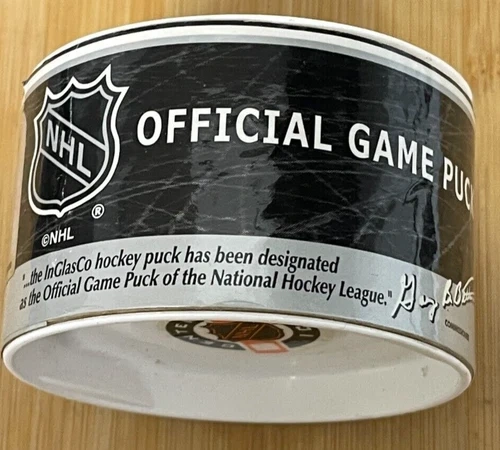 NHL
OFFICIAL GAME PUC
®
©NHL
"...the InGlasCo hockey puck has been designated
as the Official Game Puck of the National Hockey League."
COMMISSIONER